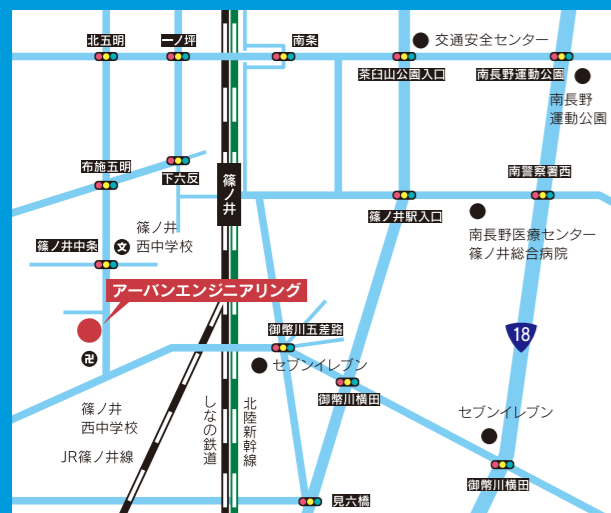 北五明
一ノ坪
南条
交通安全センター
茶臼山公園入口
南長野運動公園
南長野
運動公園
布施五明
下六反
篠ノ井
南警察署西
篠ノ井駅入口
篠ノ井
西中学校
文
篠ノ井中条
南長野医療センター
篠ノ井総合病院
アーバンエンジニアリング
御幣川五差路
18
卍
セブンイレブン
御幣川横田
篠ノ井
西中学校
しなの鉄道
北陸新幹線
セブンイレブン
JR篠ノ井線
御幣川横田
見六橋